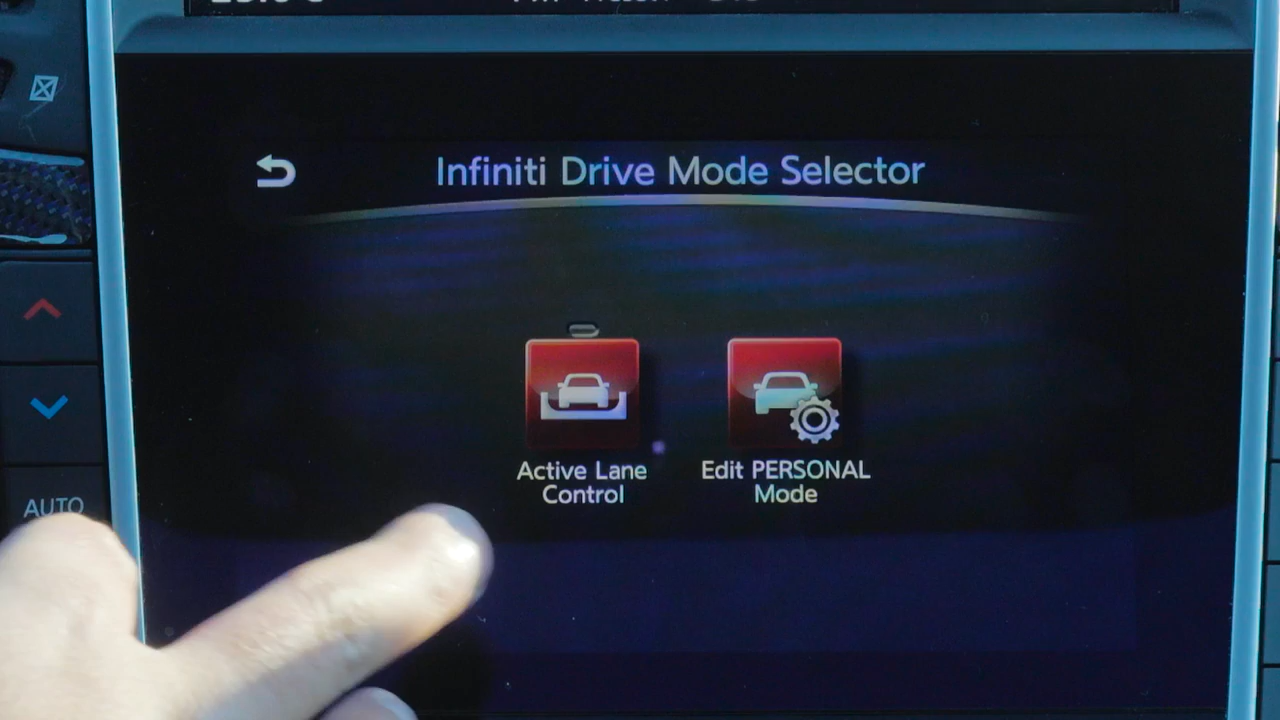 Infiniti Drive Mode Selector
Active Lane
Control
Edit PERSONAL
Mode
AUTO